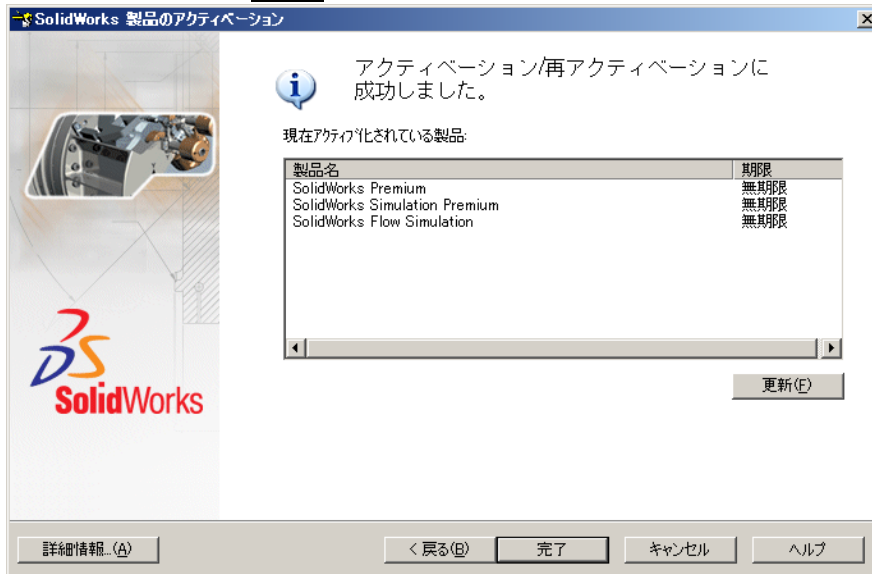 SolidWorks 製品のアクティベーション
アクティベーション/再アクティベーションに
成功しました。
現在アクティブ化されている製品:
製品名 期限
SolidWorks Premium 無期限
SolidWorks Simulation Premium 無期限
SolidWorks Flow Simulation 無期限
更新(F)
DS
SolidWorks
詳細情報...(A)
< 戻る(B)
完了
キャンセル
ヘルプ